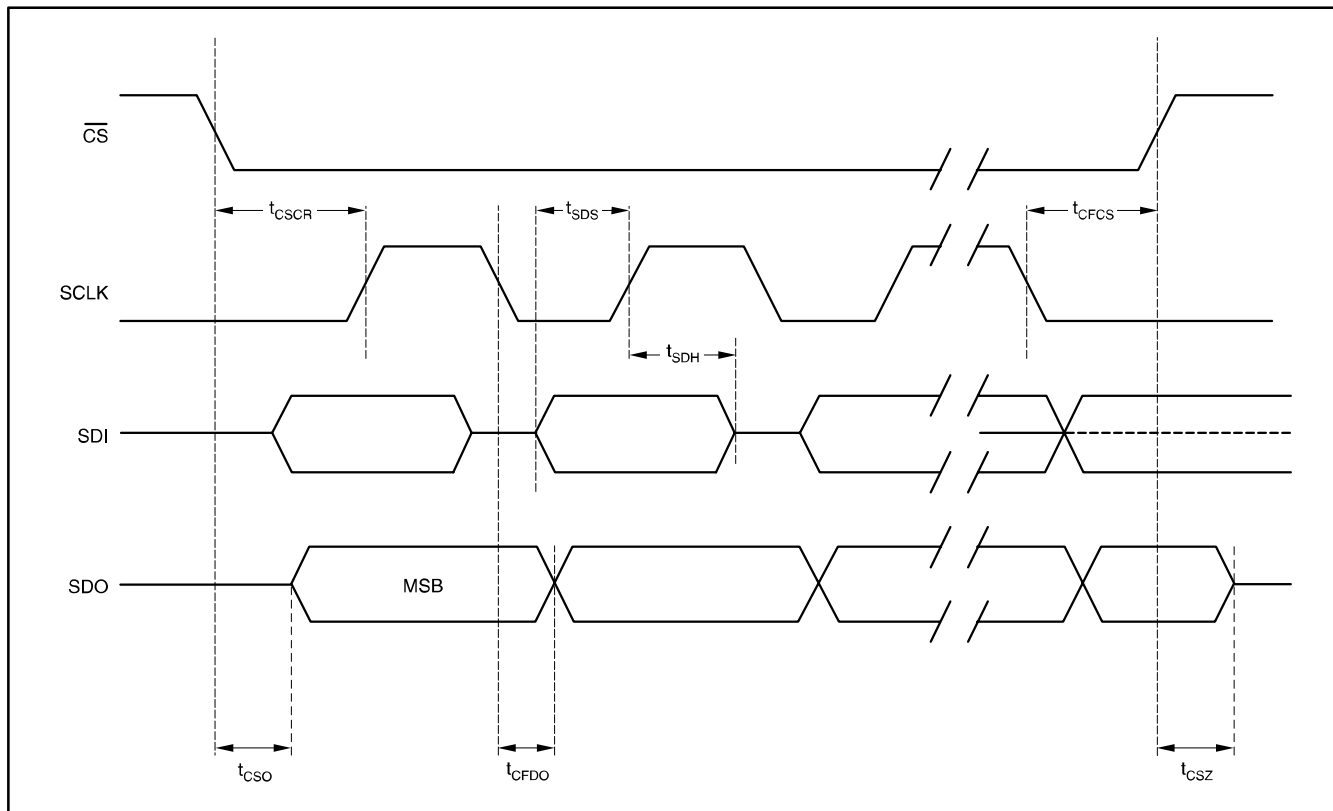 CS
tCSCR
tSDS
tCFCS
SCLK
tSDH
SDI
SDO
MSB
tCSO
tCFDO
tCSZ